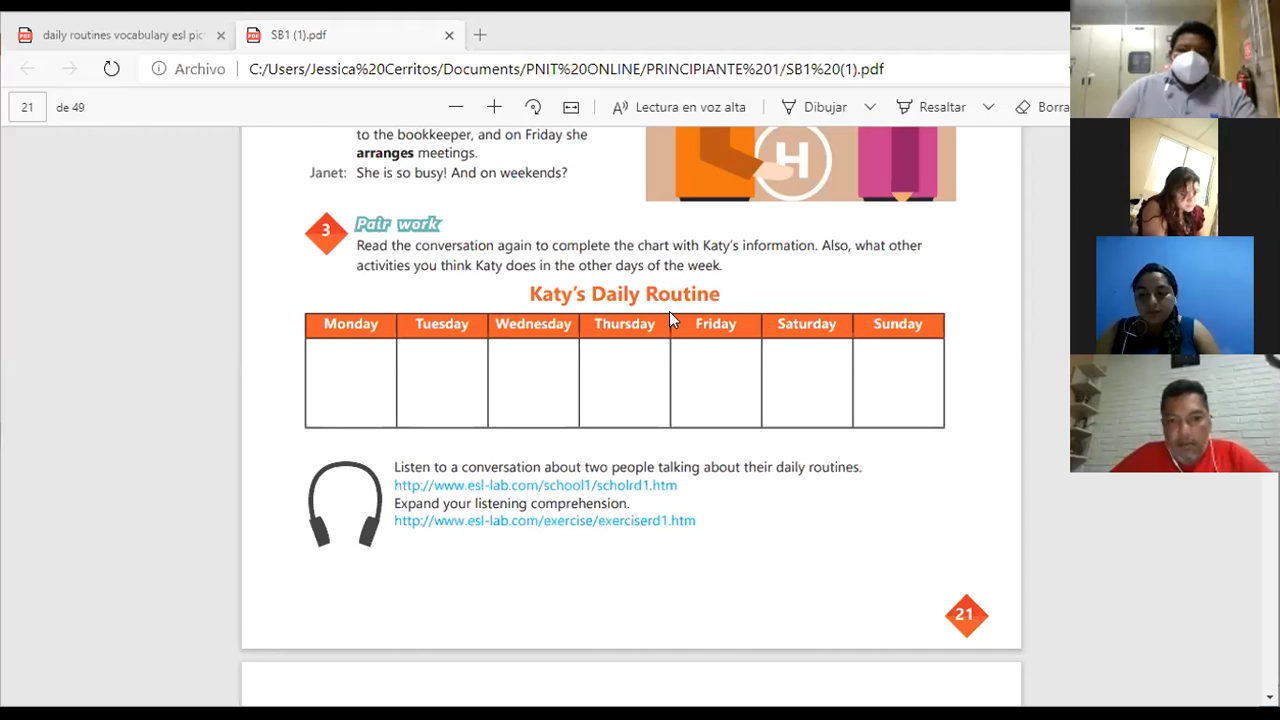 daily routines vocabulary esl pic
SB1 (1).pdf
Archivo
C:/Users/Jessica%20Cerritos/Documents/PNIT%20ONLINE/PRINCIPIANTE%201/SB1%20(1).pdf
21 de 49
Lectura en voz alta
Dibujar
Resaltar
Borra
to the bookkeeper, and on Friday she
arranges meetings.
Janet: She is so busy! And on weekends?
H
3 Pair work
Read the conversation again to complete the chart with Katy's information. Also, what other
activities you think Katy does in the other days of the week.
Katy's Daily Routine
Monday Tuesday Wednesday Thursday Friday Saturday Sunday
Listen to a conversation about two people talking about their daily routines.
http://www.esl-lab.com/school1/scholrd1.htm
Expand your listening comprehension.
http://www.esl-lab.com/exercise/exerciserd1.htm
21